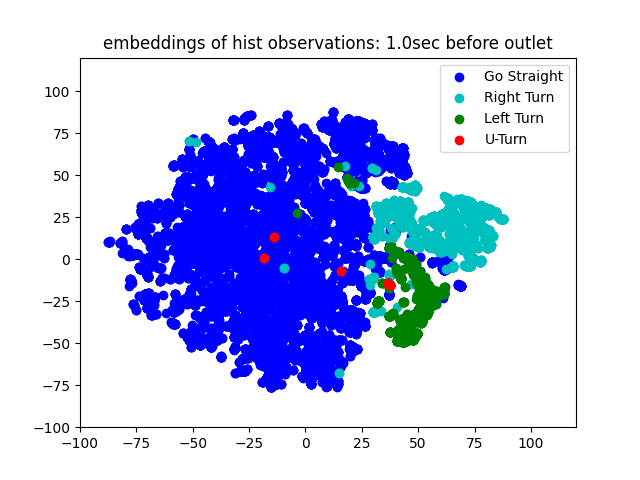 embeddings of hist observations: 1.0sec before outlet
Go Straight
Right Turn
Left Turn
U-Turn
100
75
50
25
0
−25
−50
−75
−100
−100 −75 −50 −25 0 25 50 75 100